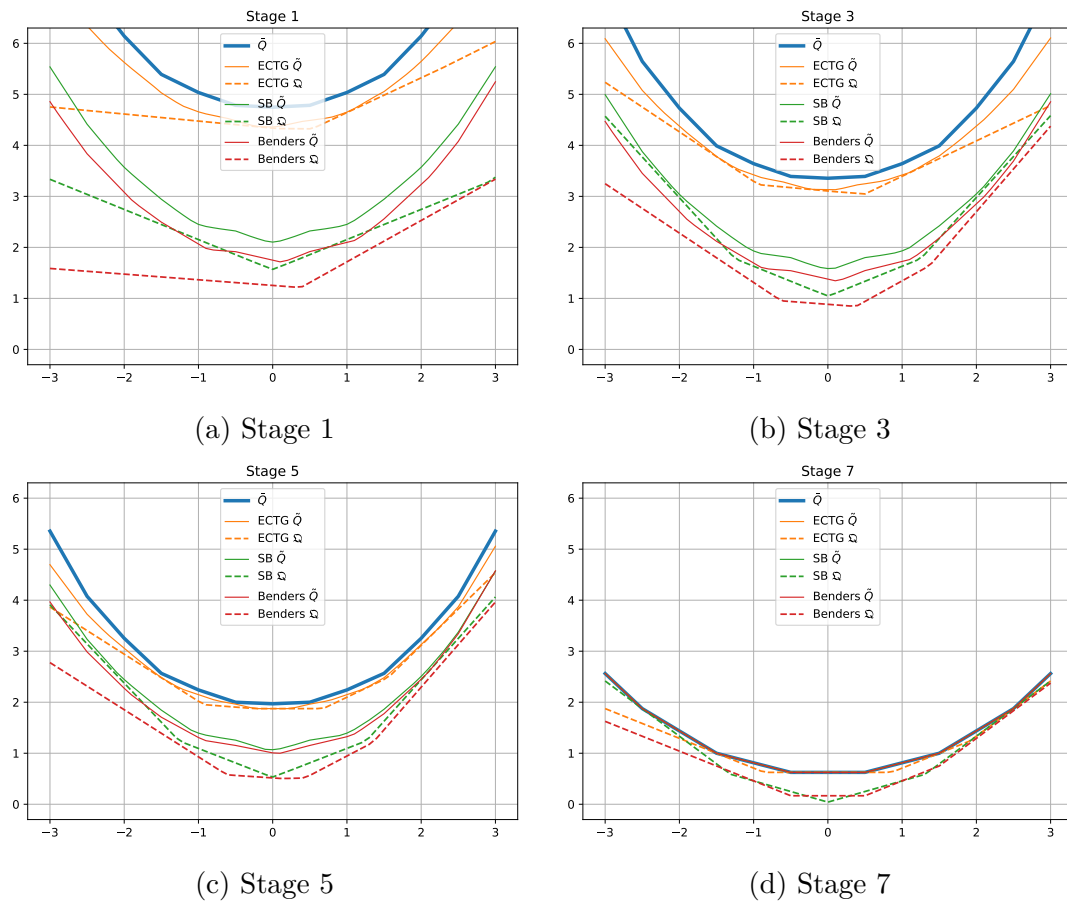 Stage 1
6
5
4
3
2
1
0
−3 −2 −1 0 1 2 3
Q̄
ECTG Q̃
ECTG 𝔔
SB Q̃
SB 𝔔
Benders Q̃
Benders 𝔔
(a) Stage 1
Stage 3
6
5
4
3
2
1
0
−3 −2 −1 0 1 2 3
Q̄
ECTG Q̃
ECTG 𝔔
SB Q̃
SB 𝔔
Benders Q̃
Benders 𝔔
(b) Stage 3
Stage 5
6
5
4
3
2
1
0
−3 −2 −1 0 1 2 3
Q̄
ECTG Q̃
ECTG 𝔔
SB Q̃
SB 𝔔
Benders Q̃
Benders 𝔔
(c) Stage 5
Stage 7
6
5
4
3
2
1
0
−3 −2 −1 0 1 2 3
Q̄
ECTG Q̃
ECTG 𝔔
SB Q̃
SB 𝔔
Benders Q̃
Benders 𝔔
(d) Stage 7